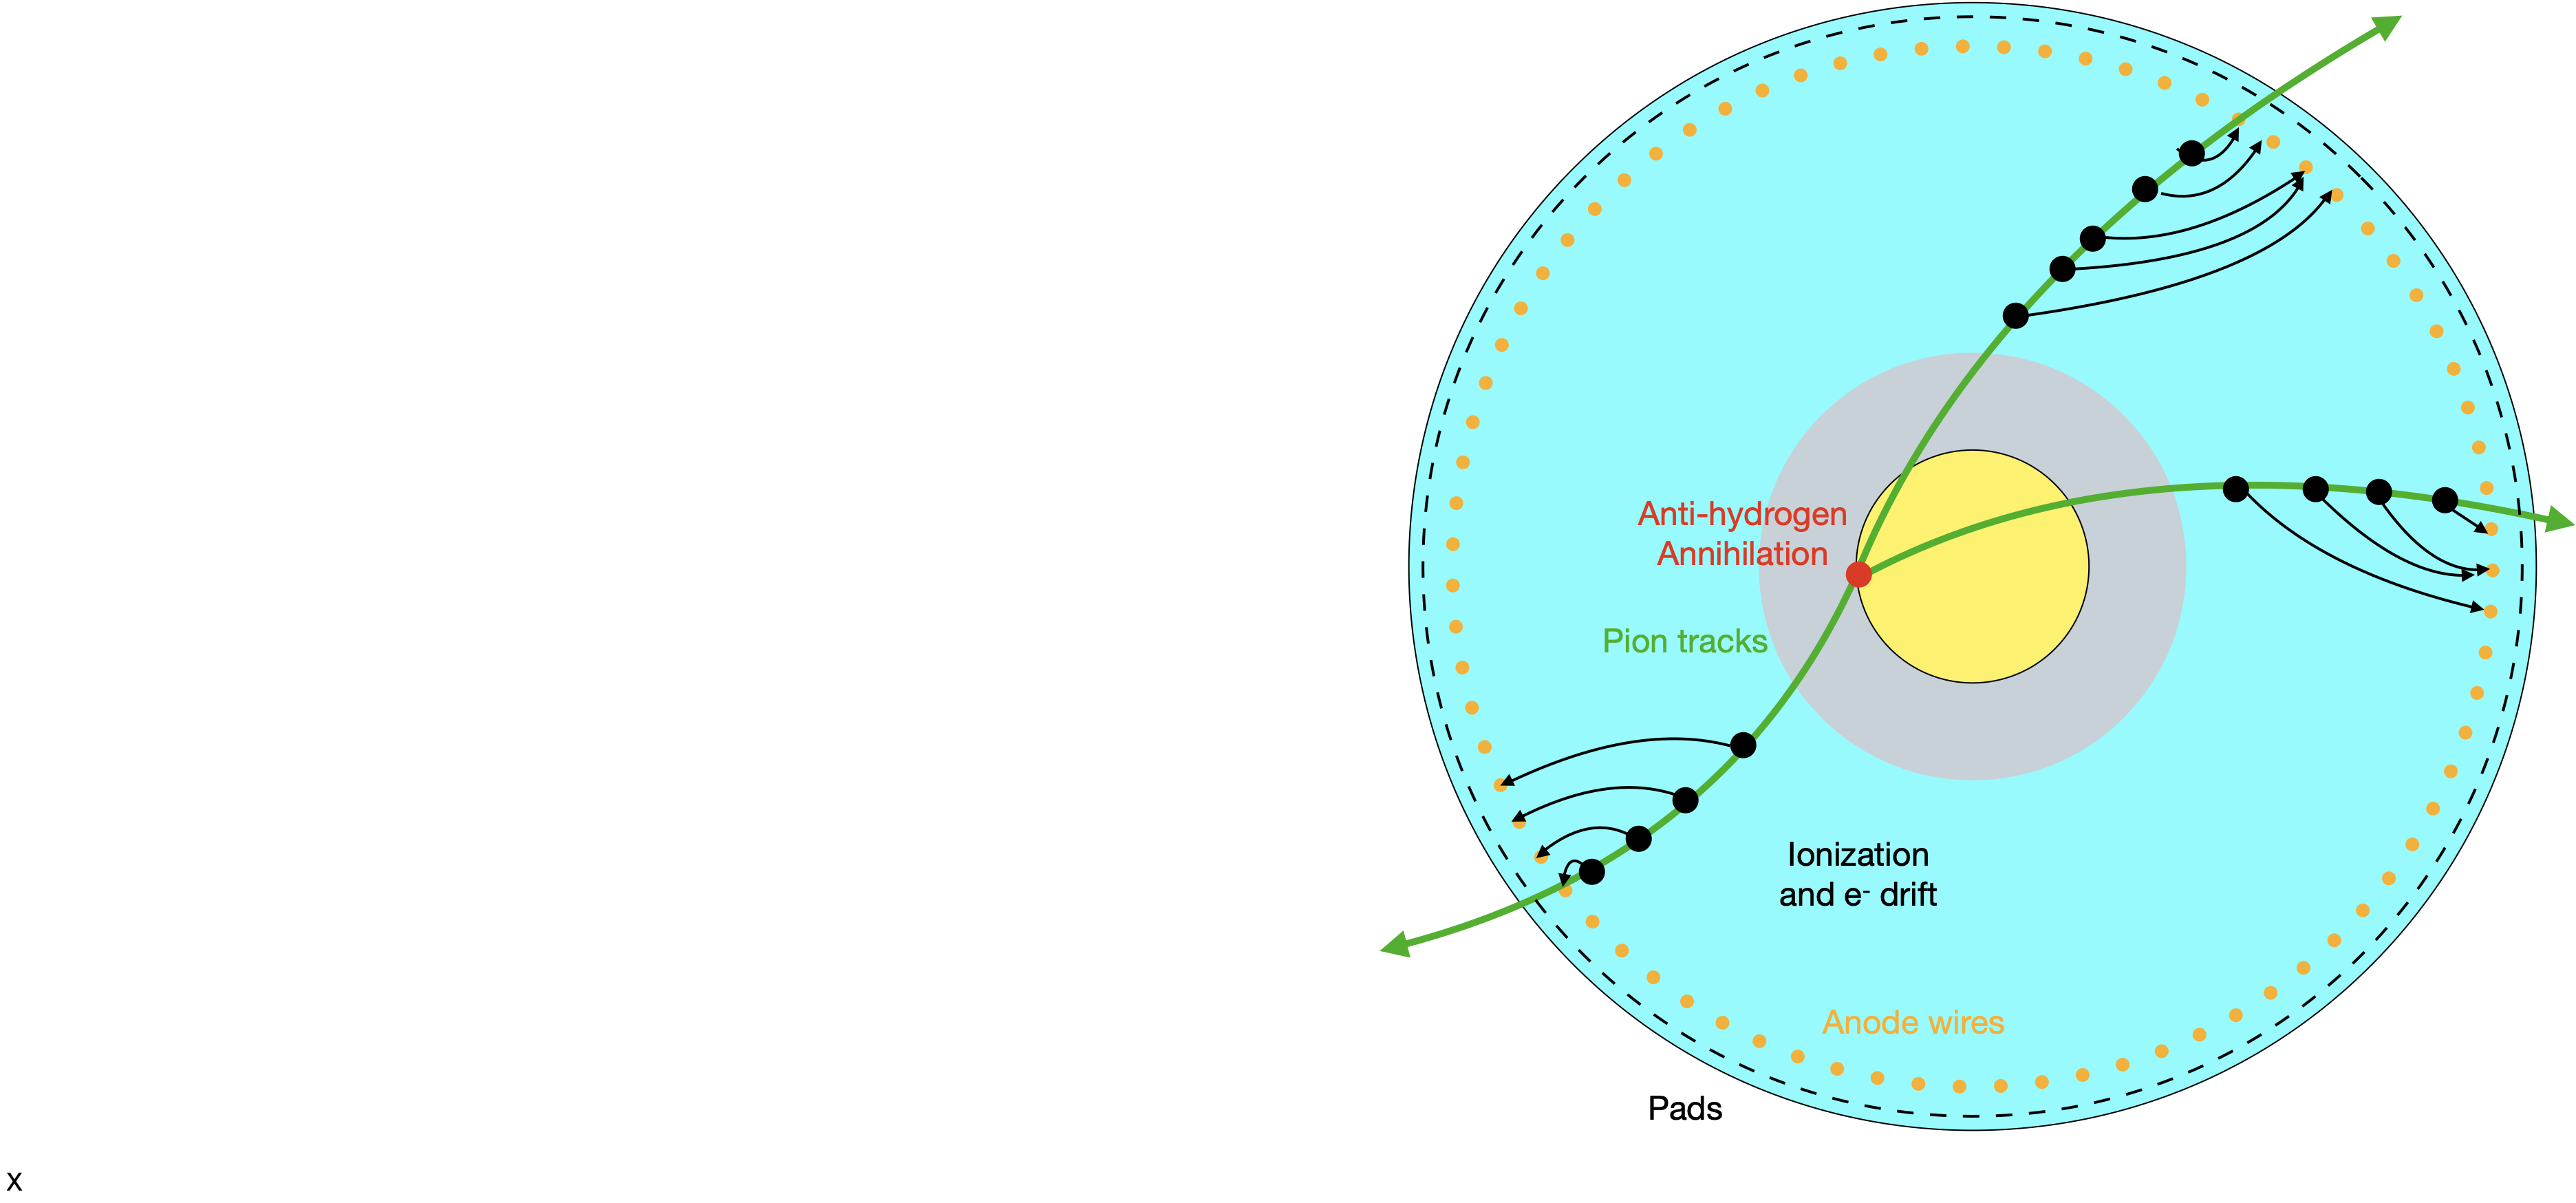 Anti-hydrogen
Annihilation
Pion tracks
Ionization
and e- drift
Anode wires
Pads
x